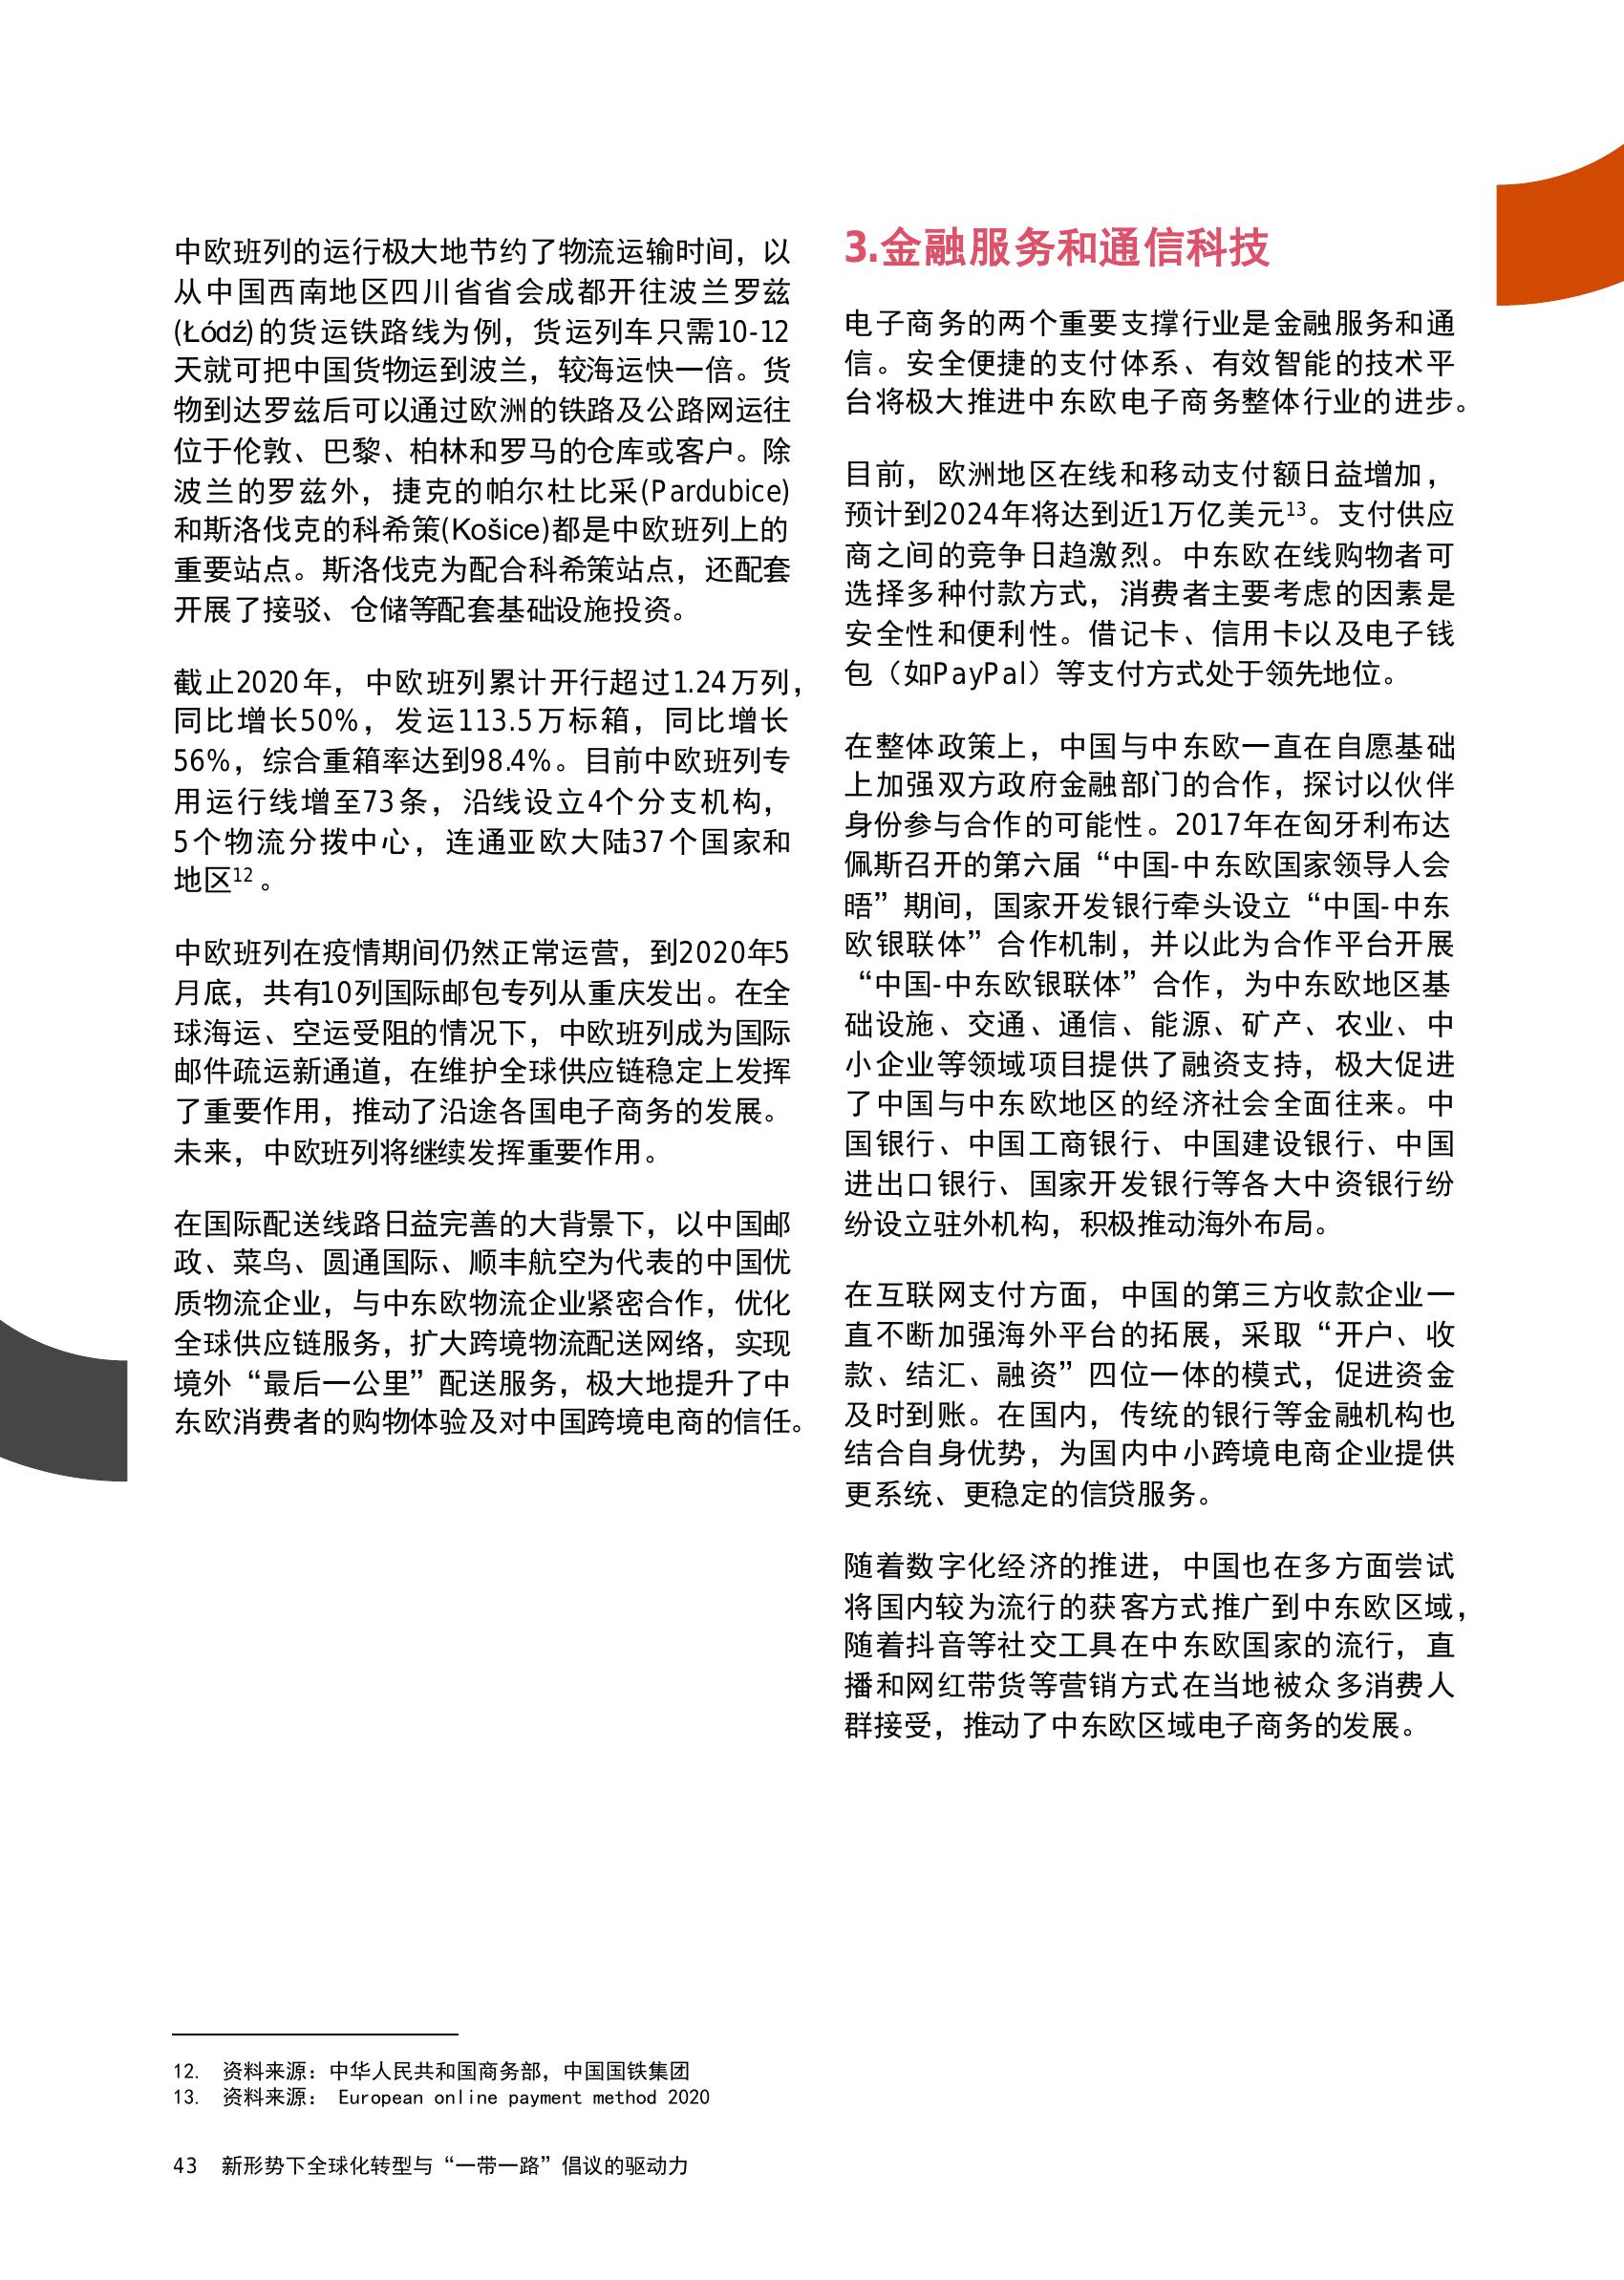 中欧班列的运行极大地节约了物流运输时间，以
从中国西南地区四川省省会成都开往波兰罗兹
(Łódź)的货运铁路线为例，货运列车只需10-12
天就可把中国货物运到波兰，较海运快一倍。货
物到达罗兹后可以通过欧洲的铁路及公路网运往
位于伦敦、巴黎、柏林和罗马的仓库或客户。除
波兰的罗兹外，捷克的帕尔杜比采(Pardubice)
和斯洛伐克的科希策(Košice)都是中欧班列上的
重要站点。斯洛伐克为配合科希策站点，还配套
开展了接驳、仓储等配套基础设施投资。
截止2020年，中欧班列累计开行超过1.24万列，
同比增长50%，发运113.5万标箱，同比增长
56%，综合重箱率达到98.4%。目前中欧班列专
用运行线增至73条，沿线设立4个分支机构，
5个物流分拨中心，连通亚欧大陆37个国家和
地区12。
中欧班列在疫情期间仍然正常运营，到2020年5
月底，共有10列国际邮包专列从重庆发出。在全
球海运、空运受阻的情况下，中欧班列成为国际
邮件疏运新通道，在维护全球供应链稳定上发挥
了重要作用，推动了沿途各国电子商务的发展。
未来，中欧班列将继续发挥重要作用。
在国际配送线路日益完善的大背景下，以中国邮
政、菜鸟、圆通国际、顺丰航空为代表的中国优
质物流企业，与中东欧物流企业紧密合作，优化
全球供应链服务，扩大跨境物流配送网络，实现
境外“最后一公里”配送服务，极大地提升了中
东欧消费者的购物体验及对中国跨境电商的信任。
3.金融服务和通信科技
电子商务的两个重要支撑行业是金融服务和通
信。安全便捷的支付体系、有效智能的技术平
台将极大推进中东欧电子商务整体行业的进步。
目前，欧洲地区在线和移动支付额日益增加，
预计到2024年将达到近1万亿美元13。支付供应
商之间的竞争日趋激烈。中东欧在线购物者可
选择多种付款方式，消费者主要考虑的因素是
安全性和便利性。借记卡、信用卡以及电子钱
包（如PayPal）等支付方式处于领先地位。
在整体政策上，中国与中东欧一直在自愿基础
上加强双方政府金融部门的合作，探讨以伙伴
身份参与合作的可能性。2017年在匈牙利布达
佩斯召开的第六届“中国-中东欧国家领导人会
晤”期间，国家开发银行牵头设立“中国-中东
欧银联体”合作机制，并以此为合作平台开展
“中国-中东欧银联体”合作，为中东欧地区基
础设施、交通、通信、能源、矿产、农业、中
小企业等领域项目提供了融资支持，极大促进
了中国与中东欧地区的经济社会全面往来。中
国银行、中国工商银行、中国建设银行、中国
进出口银行、国家开发银行等各大中资银行纷
纷设立驻外机构，积极推动海外布局。
在互联网支付方面，中国的第三方收款企业一
直不断加强海外平台的拓展，采取“开户、收
款、结汇、融资”四位一体的模式，促进资金
及时到账。在国内，传统的银行等金融机构也
结合自身优势，为国内中小跨境电商企业提供
更系统、更稳定的信贷服务。
随着数字化经济的推进，中国也在多方面尝试
将国内较为流行的获客方式推广到中东欧区域，
随着抖音等社交工具在中东欧国家的流行，直
播和网红带货等营销方式在当地被众多消费人
群接受，推动了中东欧区域电子商务的发展。
12. 资料来源：中华人民共和国商务部，中国国铁集团
13. 资料来源： European online payment method 2020
43 新形势下全球化转型与“一带一路”倡议的驱动力